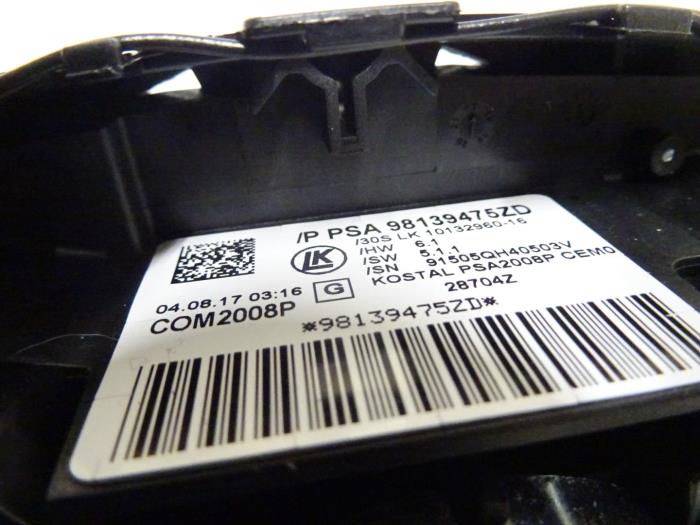 /P PSA 98139475ZD
/30S LK 10132960-16
/HW 6.1
/SW 5.1.1
/SN 291505QH40503V
KOSTAL PSA2008P CEM0
28704Z
LK
04.08.17 03:16 G
COM2008P
*98139475ZD*